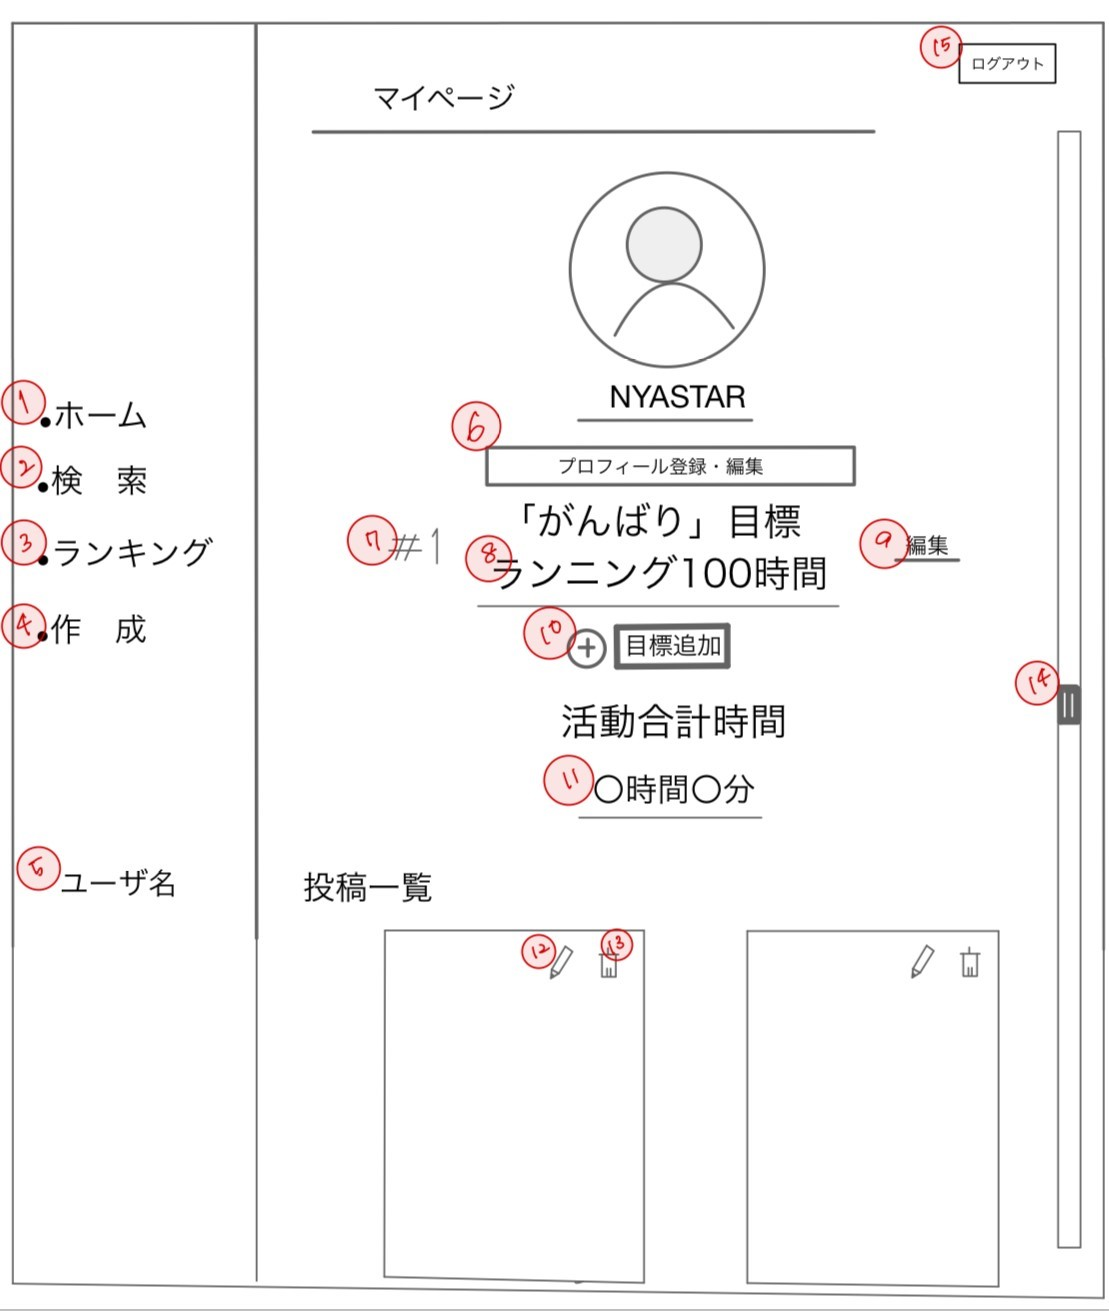 15 ログアウト
マイページ
NYASTAR
1 ・ホーム
6 プロフィール登録・編集
2 ・検 索
「がんばり」目標
3 ・ランキング
7 #1
8 ランニング100時間
9 編集
4 ・作 成
10 + 目標追加
14
活動合計時間
11 〇時間〇分
5 ユーザ名
投稿一覧
12 13